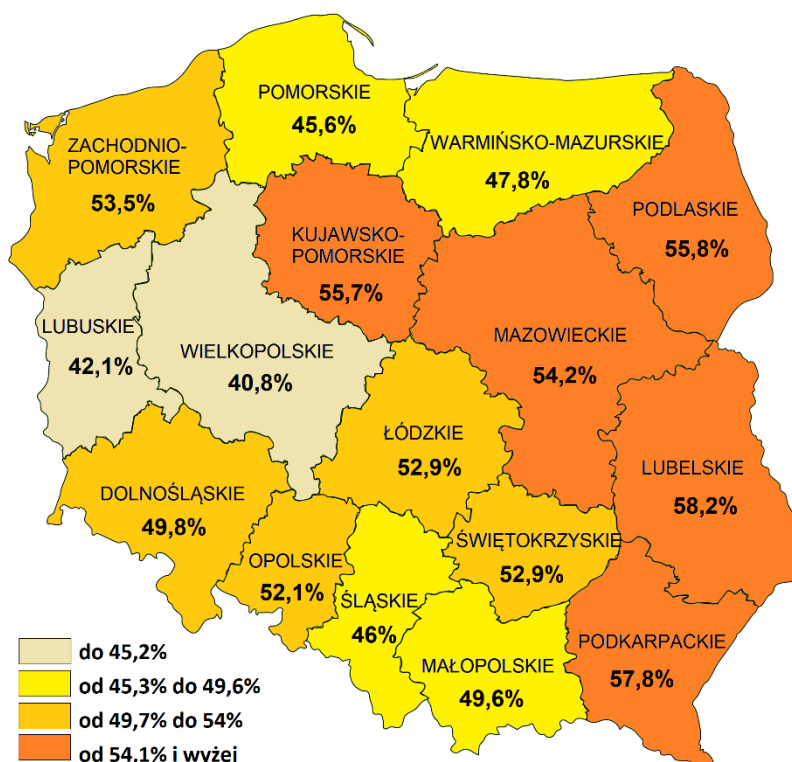 POMORSKIE
45,6%
ZACHODNIO-
POMORSKIE
53,5%
WARMIŃSKO-MAZURSKIE
47,8%
PODLASKIE
55,8%
KUJAWSKO-
POMORSKIE
55,7%
LUBUSKIE
42,1%
WIELKOPOLSKIE
40,8%
MAZOWIECKIE
54,2%
ŁÓDZKIE
52,9%
LUBELSKIE
58,2%
DOLNOŚLĄSKIE
49,8%
OPOLSKIE
52,1%
ŚWIĘTOKRZYSKIE
52,9%
ŚLĄSKIE
46%
MAŁOPOLSKIE
49,6%
PODKARPACKIE
57,8%
do 45,2%
od 45,3% do 49,6%
od 49,7% do 54%
od 54,1% i wyżej